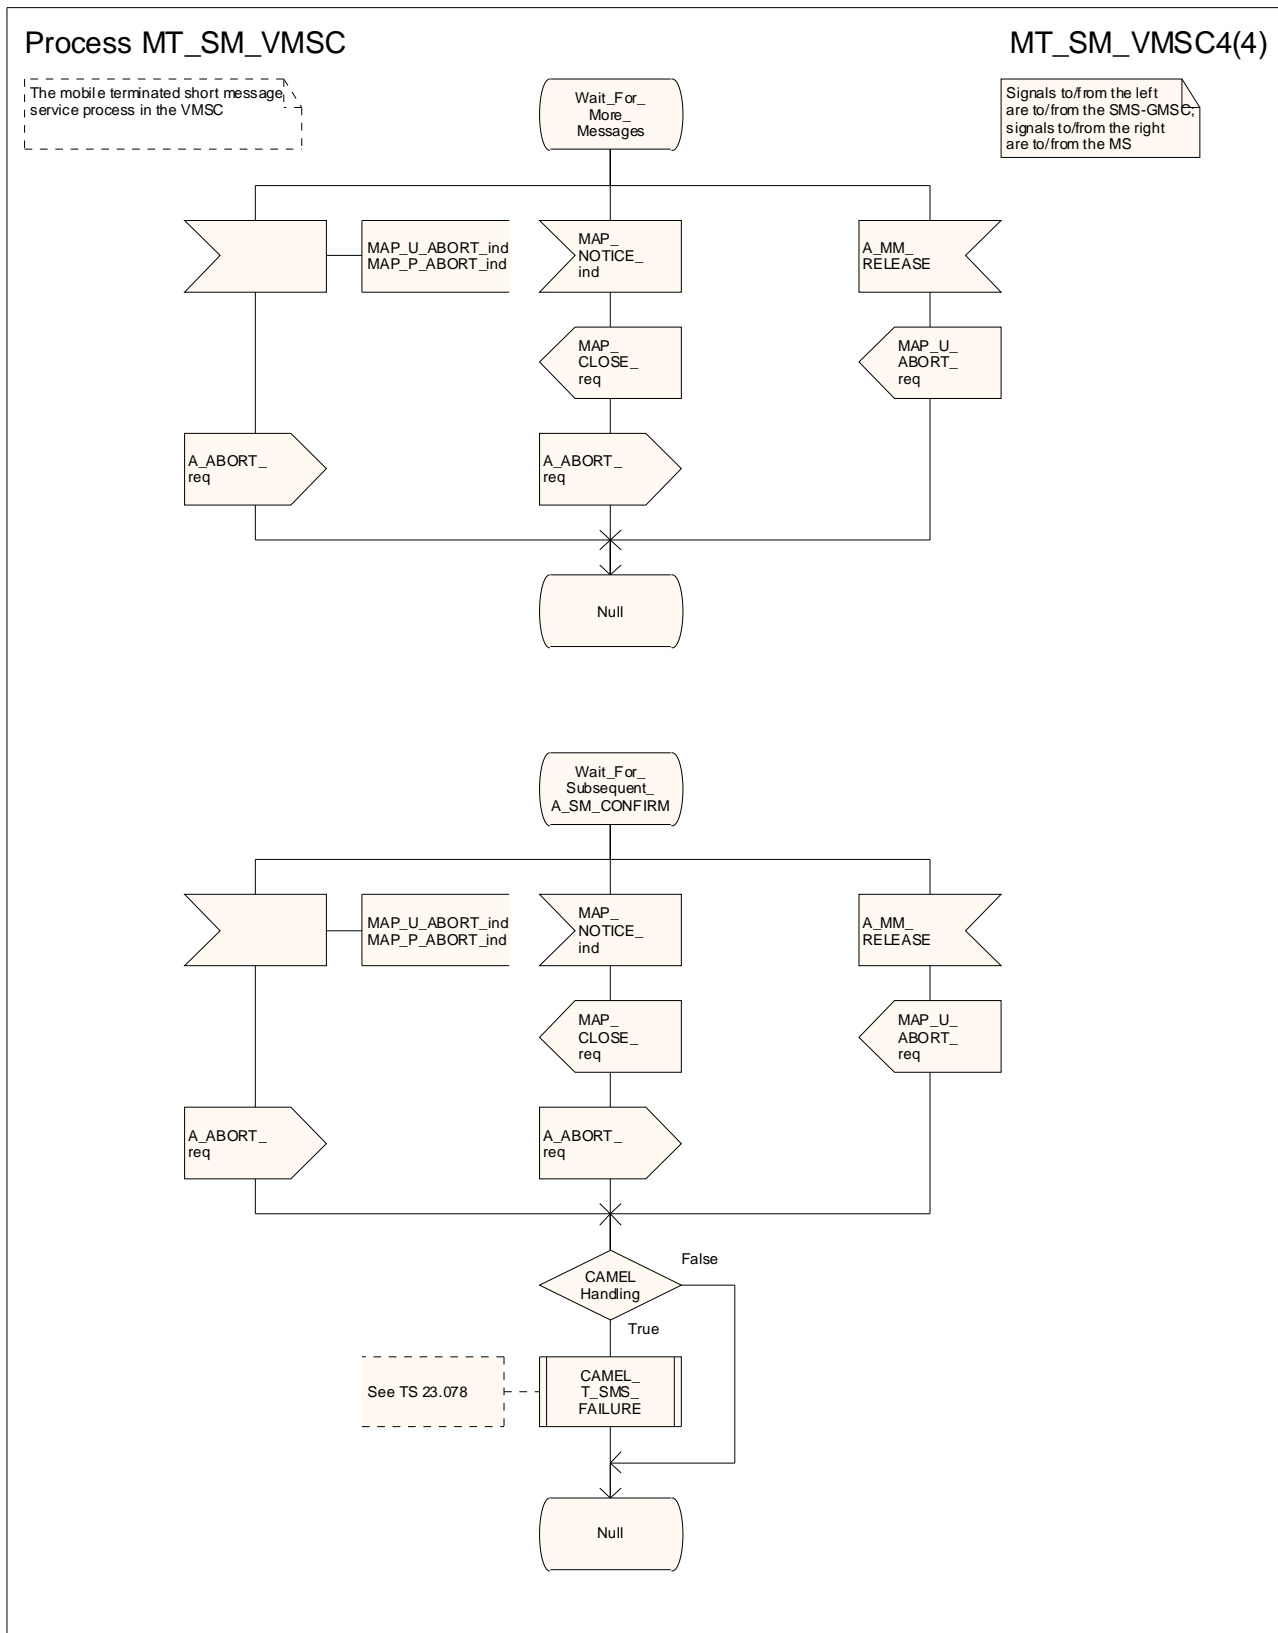 Process MT_SM_VMSC
MT_SM_VMSC4(4)
The mobile terminated short message
service process in the VMSC
Signals to/from the left
are to/from the SMS-GMSC;
signals to/from the right
are to/from the MS
Wait_For_
More_
Messages
MAP_U_ABORT_ind
MAP_P_ABORT_ind
MAP_
NOTICE_
ind
A_MM_
RELEASE
MAP_
CLOSE_
req
MAP_U_
ABORT_
req
A_ABORT_
req
A_ABORT_
req
Null
Wait_For_
Subsequent_
A_SM_CONFIRM
MAP_U_ABORT_ind
MAP_P_ABORT_ind
MAP_
NOTICE_
ind
A_MM_
RELEASE
MAP_
CLOSE_
req
MAP_U_
ABORT_
req
A_ABORT_
req
A_ABORT_
req
False
CAMEL
Handling
True
See TS 23.078
CAMEL_
T_SMS_
FAILURE
Null